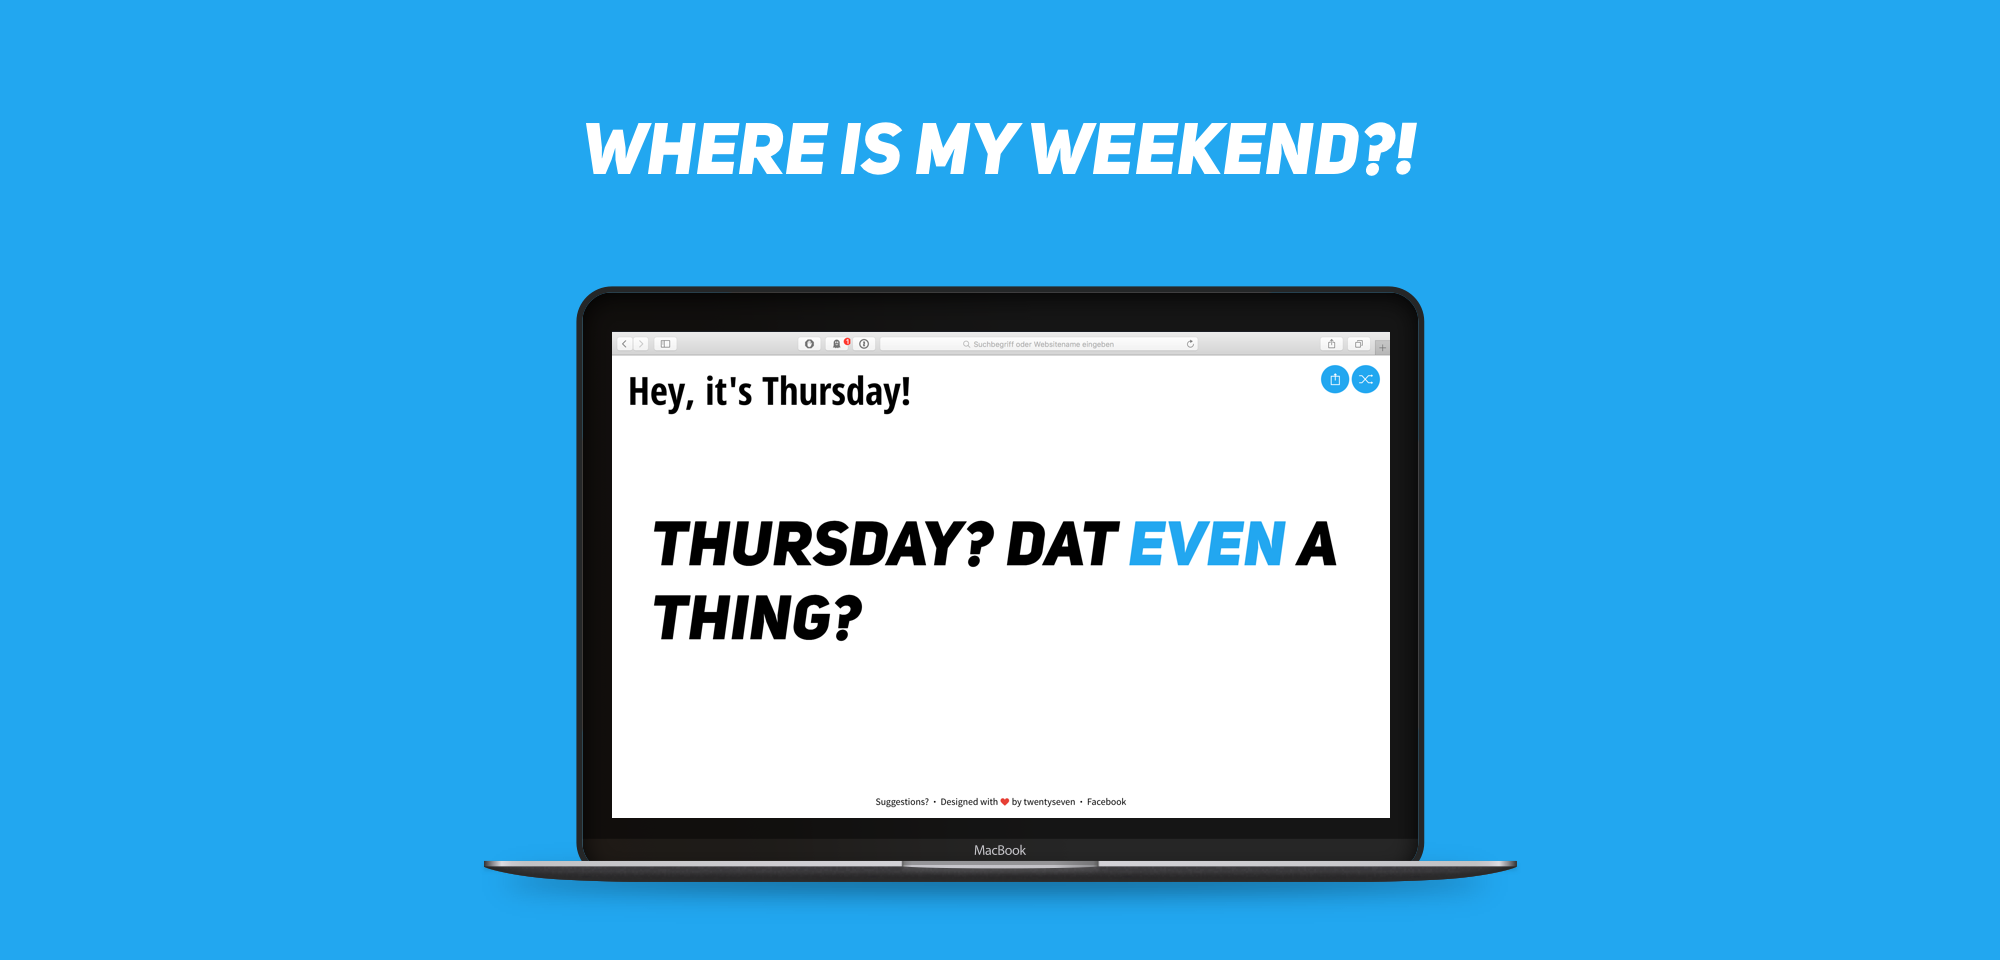 WHERE IS MY WEEKEND?!
Suchbegriff oder Websitename eingeben
1
Hey, it's Thursday!
THURSDAY? DAT EVEN A
THING?
Suggestions? • Designed with ❤ by twentyseven • Facebook
MacBook